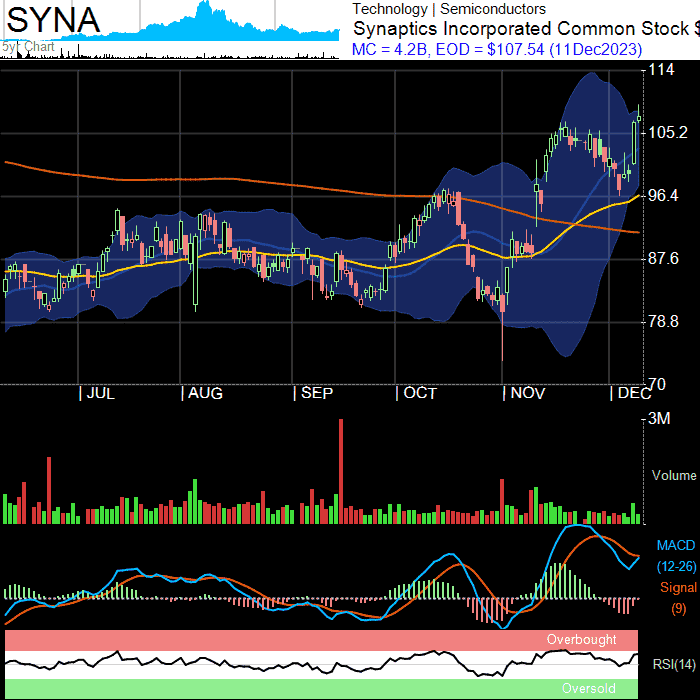 SYNA
5yr Chart
Technology | Semiconductors
Synaptics Incorporated Common Stock $
MC = 4.2B, EOD = $107.54 (11Dec2023)
114
105.2
96.4
87.6
78.8
70
| JUL | AUG | SEP | OCT | NOV | DEC
3M
Volume
MACD
(12-26)
Signal
(9)
Overbought
RSI(14)
Oversold